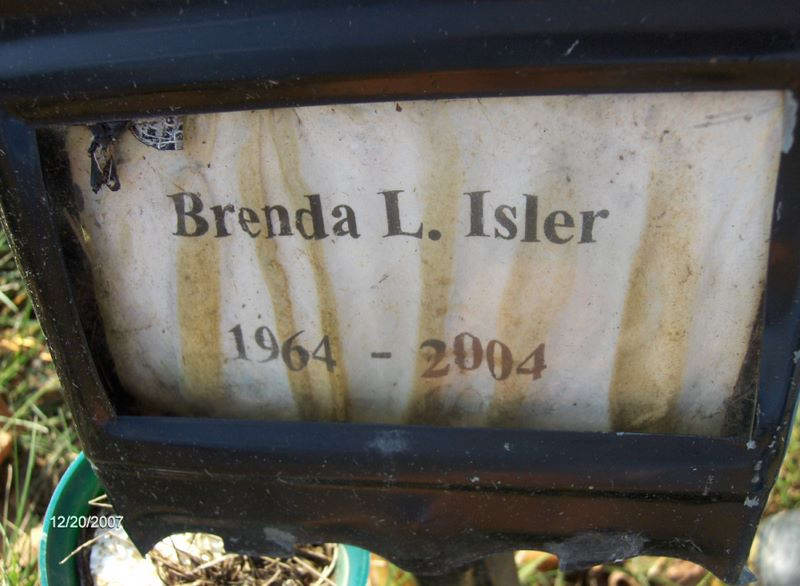 Brenda L. Isler
1964 - 2004
12/20/2007